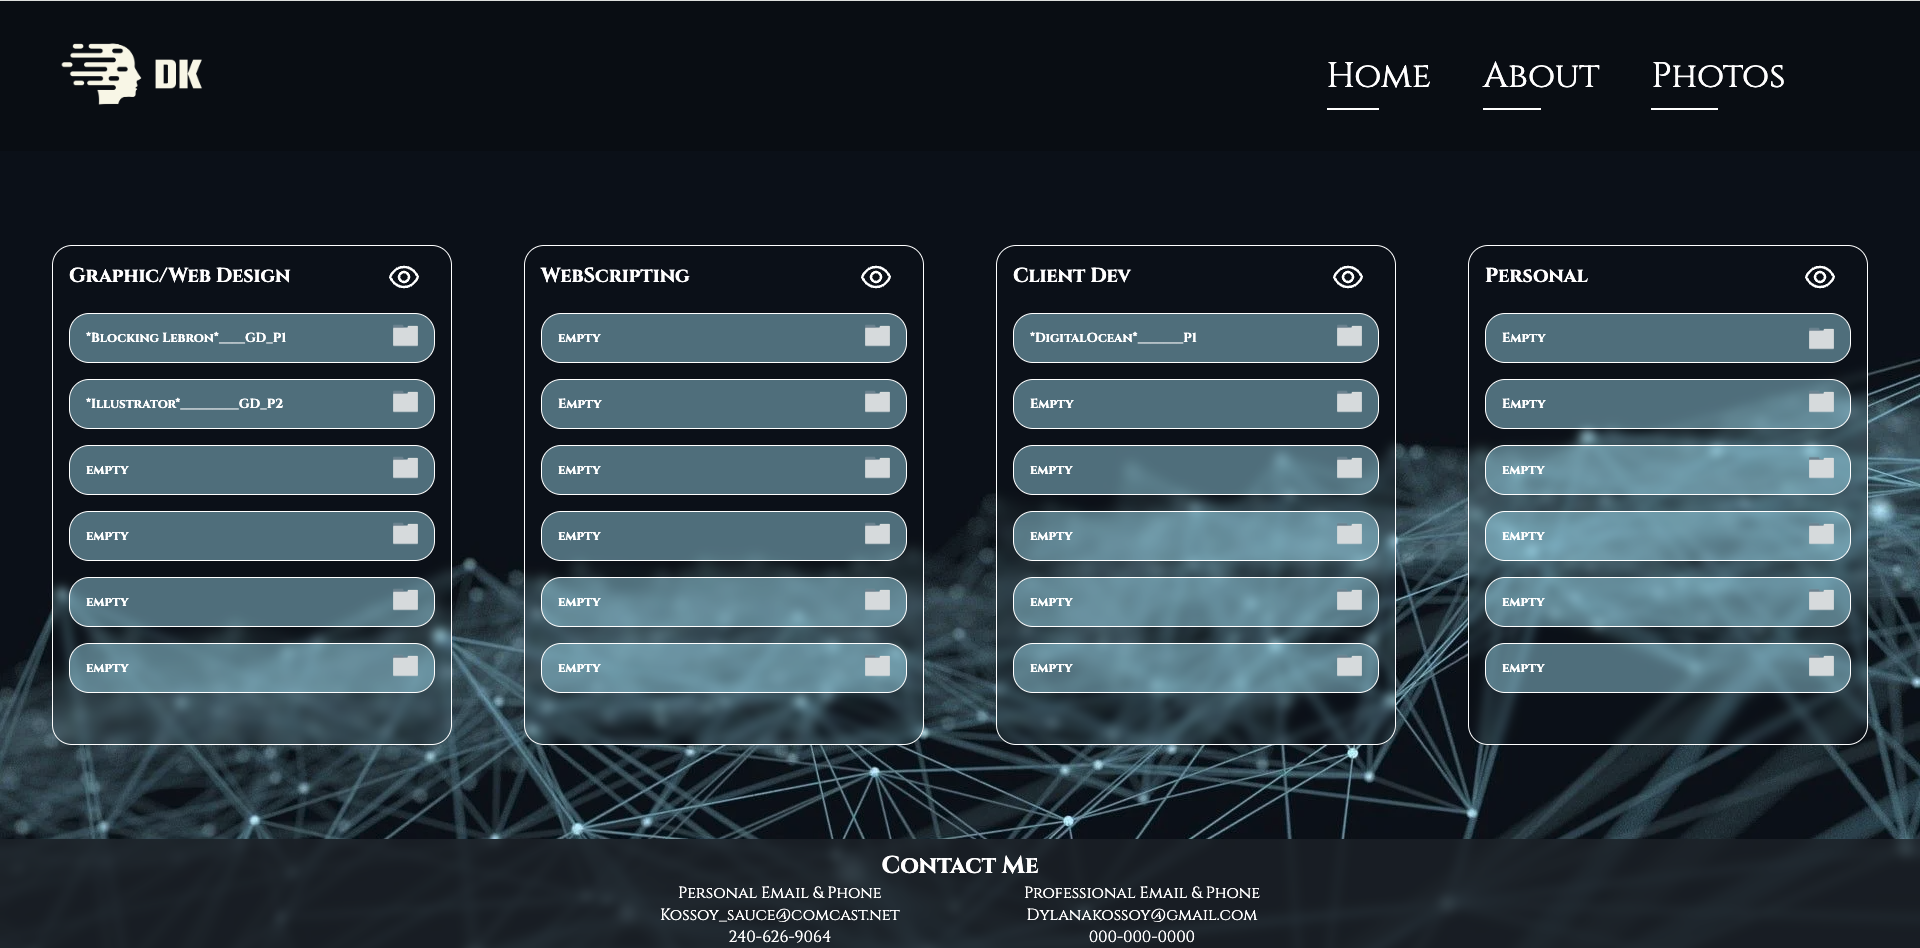 DK
Home About Photos
Graphic/Web Design
*Blocking Lebron*____GD_P1
*Illustrator*_________GD_P2
empty
empty
empty
empty
WebScripting
empty
Empty
empty
empty
empty
empty
Client Dev
*DigitalOcean*_______P1
Empty
empty
empty
empty
empty
Personal
Empty
Empty
empty
empty
empty
empty
Contact Me
Personal Email & Phone
Kossoy_sauce@comcast.net
240-626-9064
Professional Email & Phone
Dylanakossoy@gmail.com
000-000-0000